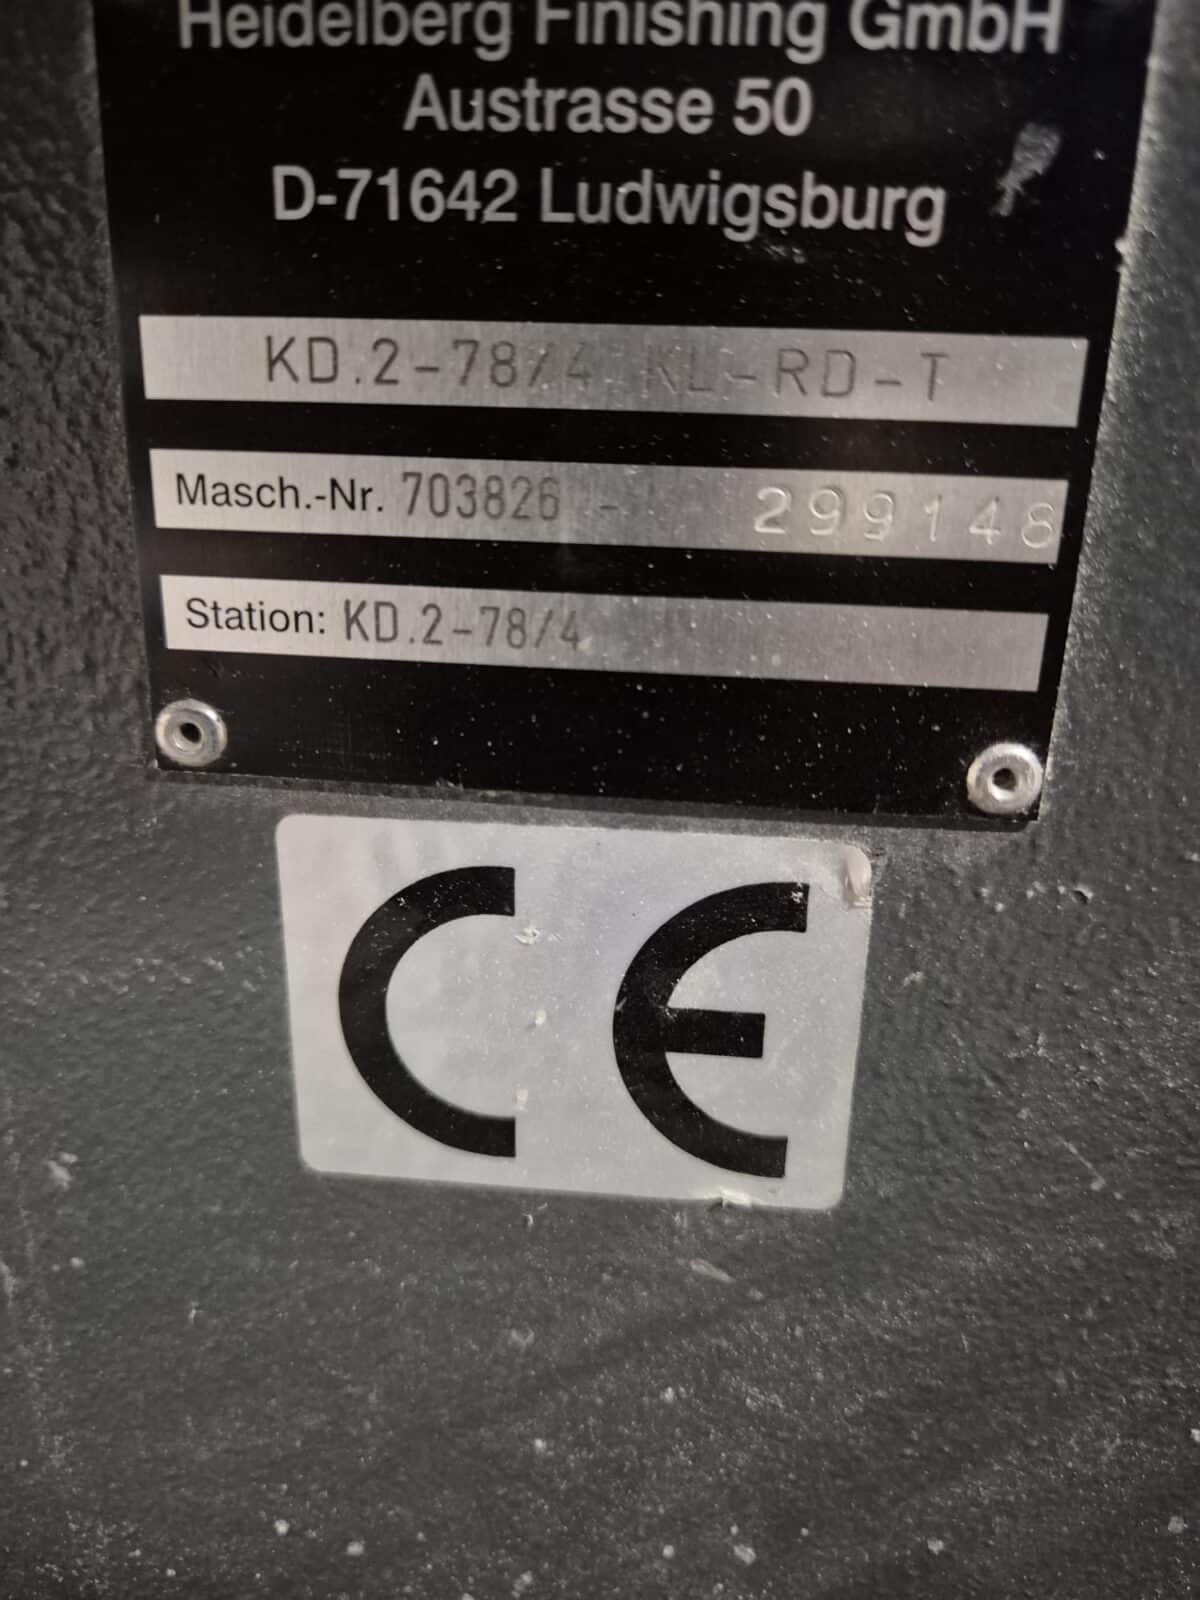 Heidelberg Finishing GmbH
Austrasse 50
D-71642 Ludwigsburg
KD.2-78/4 KL-RD-T
Masch.-Nr. 703826 - 299148
Station: KD.2-78/4
CE